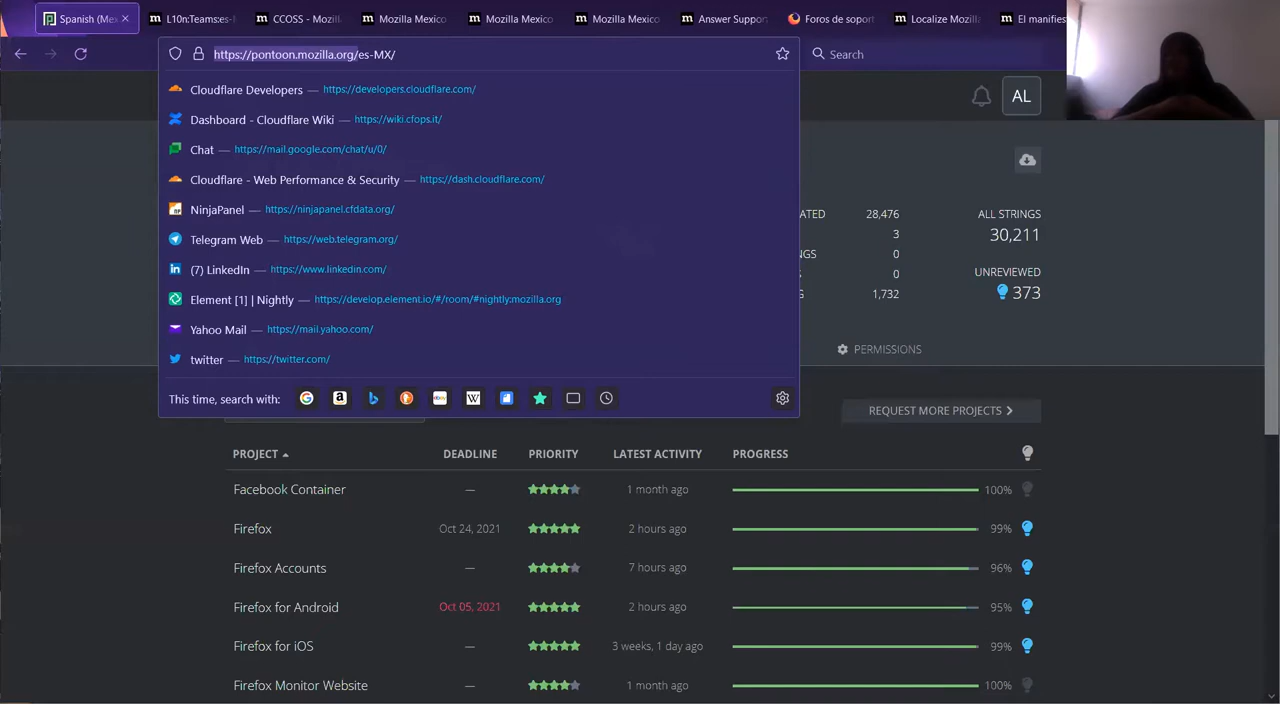 Spanish (Mex
L10n:Teams:es-
CCOSS - Mozill
Mozilla Mexico
Mozilla Mexico
Mozilla Mexico
Answer Suppor
Foros de soport
Localize Mozilla
El manifies
https://pontoon.mozilla.org/es-MX/
Search
Cloudflare Developers — https://developers.cloudflare.com/
AL
Dashboard - Cloudflare Wiki — https://wiki.cfops.it/
Chat — https://mail.google.com/chat/u/0/
Cloudflare - Web Performance & Security — https://dash.cloudflare.com/
NinjaPanel — https://ninjapanel.cfdata.org/
Telegram Web — https://web.telegram.org/
(7) LinkedIn — https://www.linkedin.com/
Element [1] | Nightly — https://develop.element.io/#/room/#nightly:mozilla.org
Yahoo Mail — https://mail.yahoo.com/
twitter — https://twitter.com/
This time, search with:
ATED 28,476
3
NGS 0
S 0
G 1,732
ALL STRINGS
30,211
UNREVIEWED
373
PERMISSIONS
REQUEST MORE PROJECTS
PROJECT DEADLINE PRIORITY LATEST ACTIVITY PROGRESS
Facebook Container — 1 month ago 100%
Firefox Oct 24, 2021 2 hours ago 99%
Firefox Accounts — 7 hours ago 96%
Firefox for Android Oct 05, 2021 2 hours ago 95%
Firefox for iOS — 3 weeks, 1 day ago 99%
Firefox Monitor Website — 1 month ago 100%